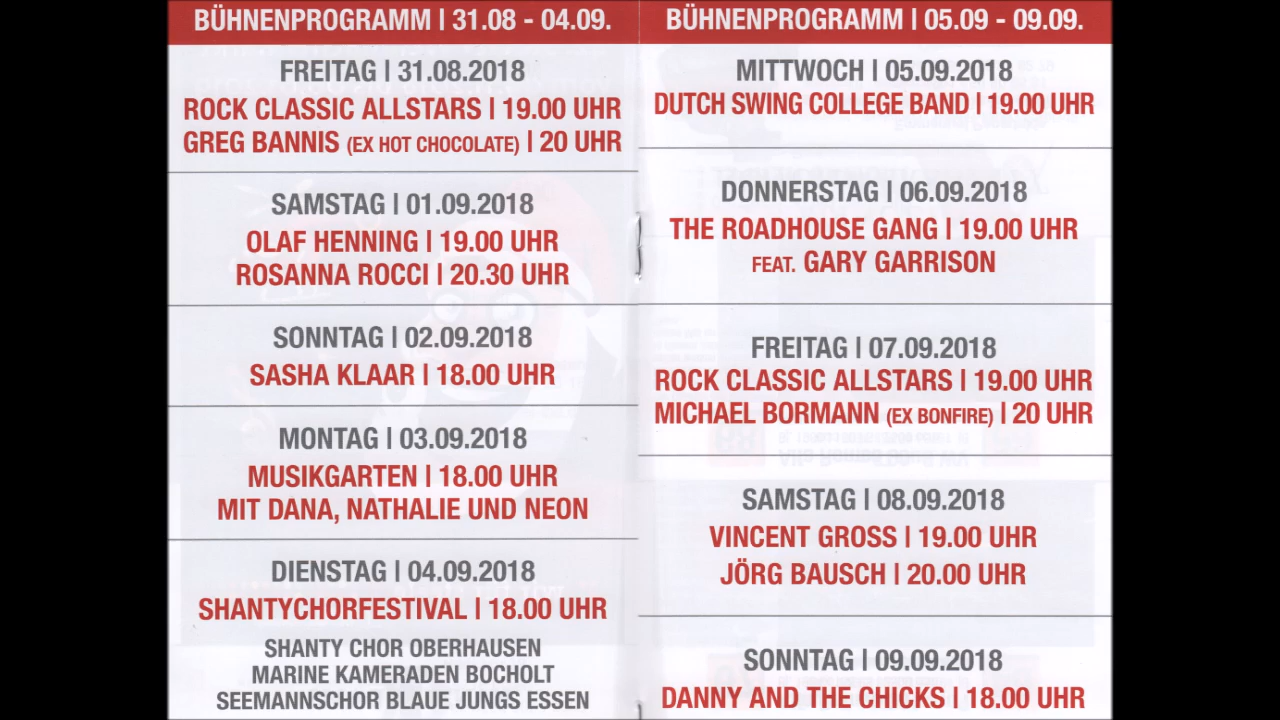 BÜHNENPROGRAMM | 31.08 - 04.09.
FREITAG | 31.08.2018
ROCK CLASSIC ALLSTARS | 19.00 UHR
GREG BANNIS (EX HOT CHOCOLATE) | 20 UHR
SAMSTAG | 01.09.2018
OLAF HENNING | 19.00 UHR
ROSANNA ROCCI | 20.30 UHR
SONNTAG | 02.09.2018
SASHA KLAAR | 18.00 UHR
MONTAG | 03.09.2018
MUSIKGARTEN | 18.00 UHR
MIT DANA, NATHALIE UND NEON
DIENSTAG | 04.09.2018
SHANTYCHORFESTIVAL | 18.00 UHR
SHANTY CHOR OBERHAUSEN
MARINE KAMERADEN BOCHOLT
SEEMANNSCHOR BLAUE JUNGS ESSEN
BÜHNENPROGRAMM | 05.09 - 09.09.
MITTWOCH | 05.09.2018
DUTCH SWING COLLEGE BAND | 19.00 UHR
DONNERSTAG | 06.09.2018
THE ROADHOUSE GANG | 19.00 UHR
FEAT. GARY GARRISON
FREITAG | 07.09.2018
ROCK CLASSIC ALLSTARS | 19.00 UHR
MICHAEL BORMANN (EX BONFIRE) | 20 UHR
SAMSTAG | 08.09.2018
VINCENT GROSS | 19.00 UHR
JÖRG BAUSCH | 20.00 UHR
SONNTAG | 09.09.2018
DANNY AND THE CHICKS | 18.00 UHR